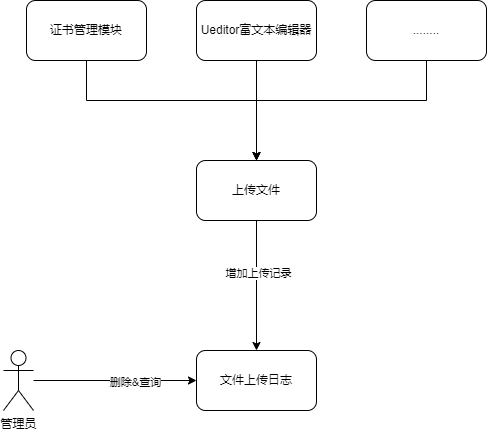 证书管理模块
Ueditor富文本编辑器
........
上传文件
增加上传记录
删除&查询
文件上传日志
管理员